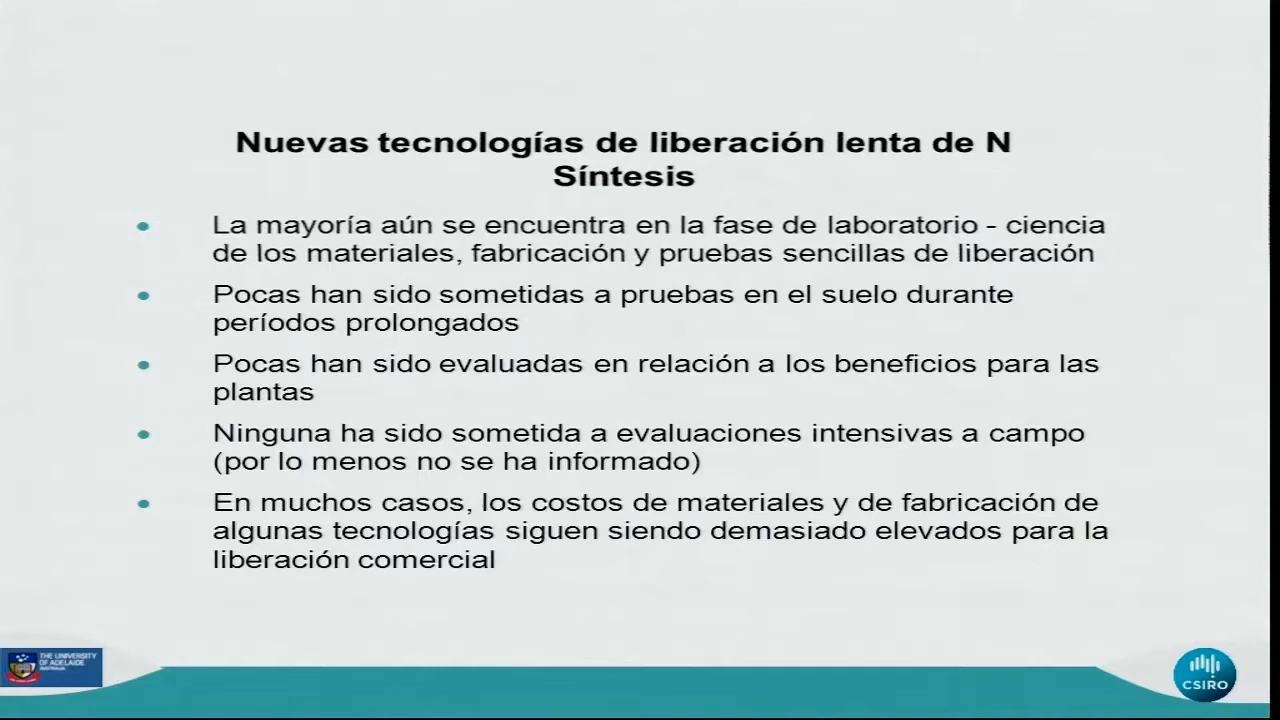 Nuevas tecnologías de liberación lenta de N
Síntesis
La mayoría aún se encuentra en la fase de laboratorio - ciencia
de los materiales, fabricación y pruebas sencillas de liberación
Pocas han sido sometidas a pruebas en el suelo durante
períodos prolongados
Pocas han sido evaluadas en relación a los beneficios para las
plantas
Ninguna ha sido sometida a evaluaciones intensivas a campo
(por lo menos no se ha informado)
En muchos casos, los costos de materiales y de fabricación de
algunas tecnologías siguen siendo demasiado elevados para la
liberación comercial
THE UNIVERSITY
OF ADELAIDE
AUSTRALIA
CSIRO